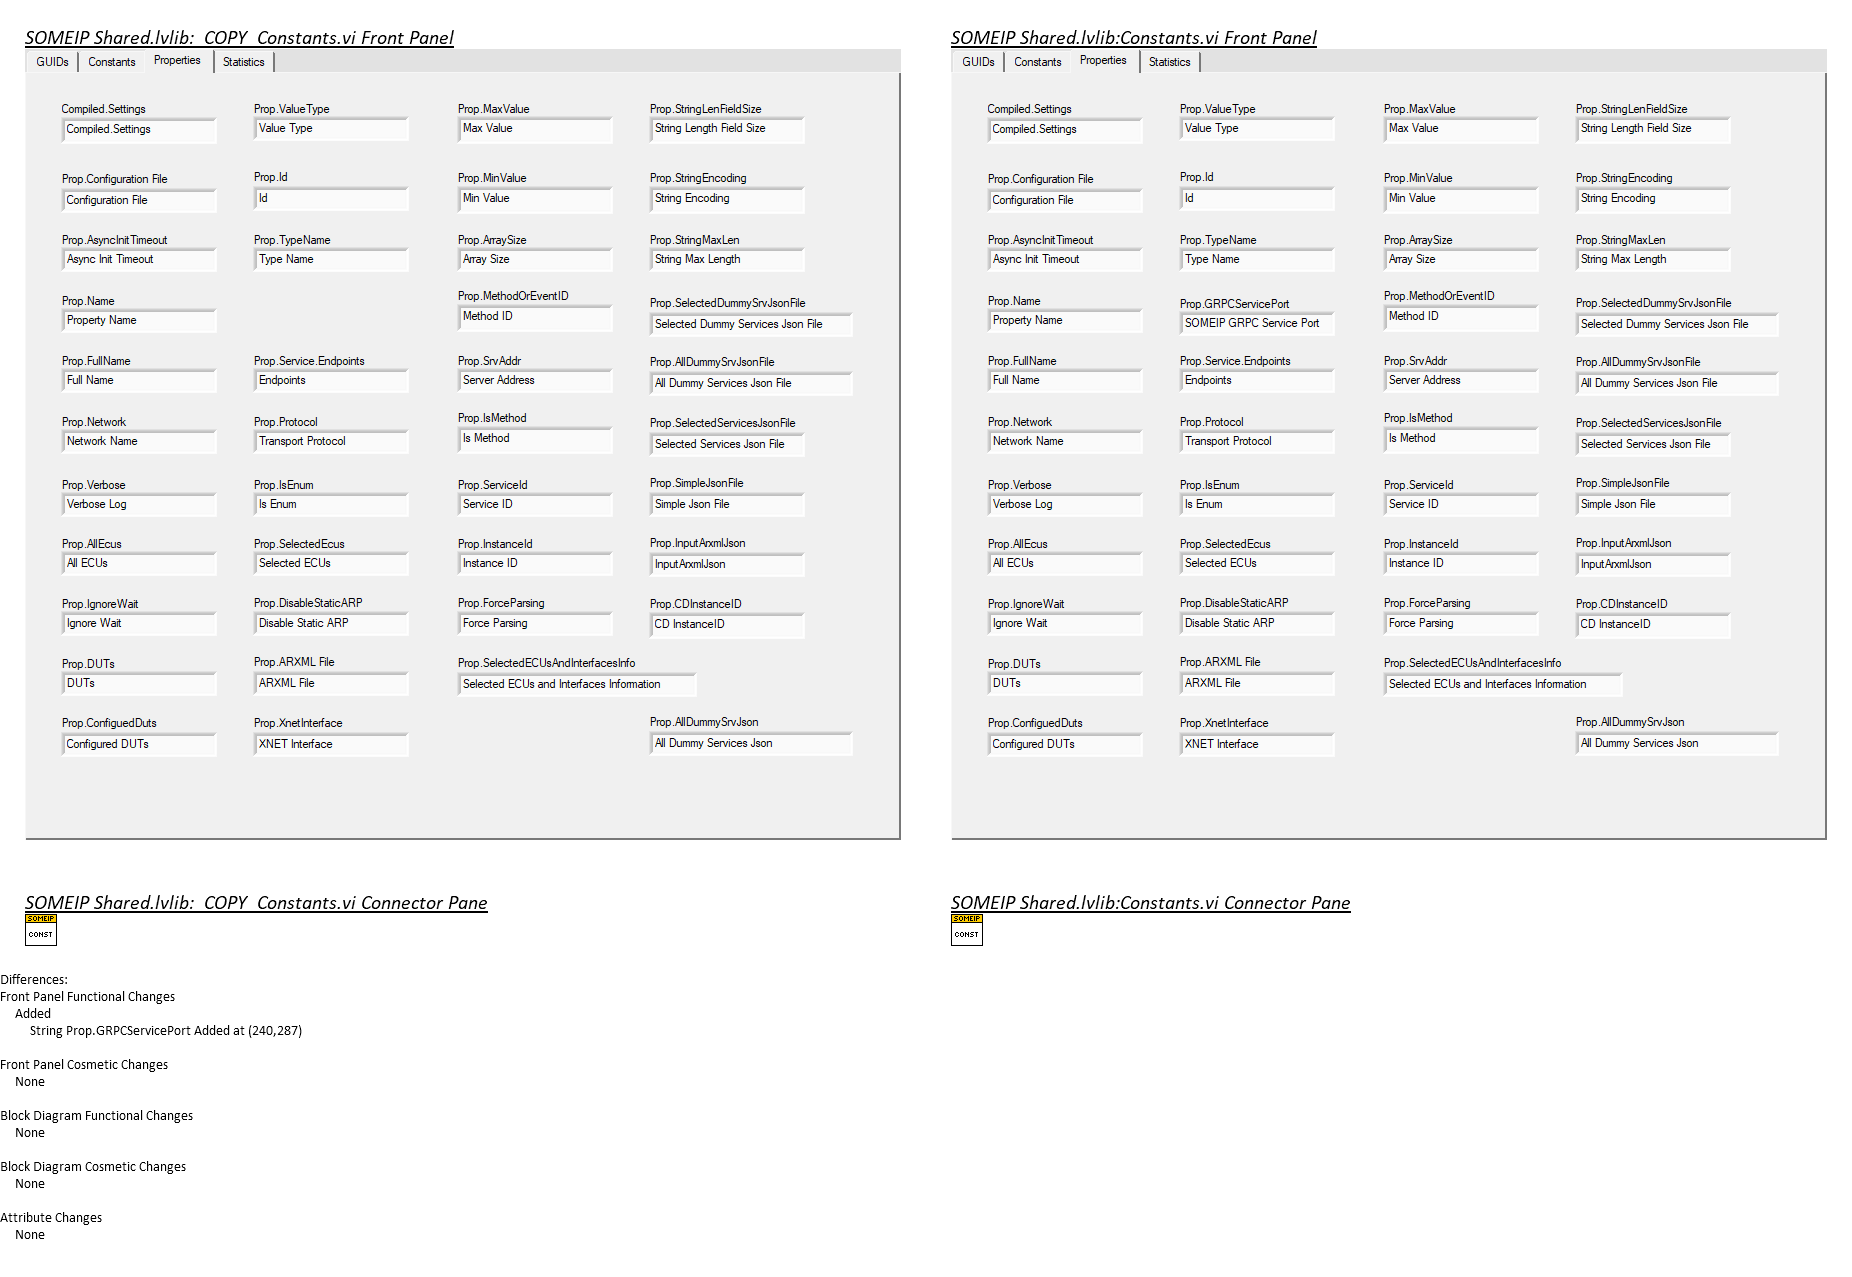 SOMEIP Shared.lvlib:_COPY_Constants.vi Front Panel
GUIDs Constants Properties Statistics
Compiled.Settings Prop.ValueType Prop.MaxValue Prop.StringLenFieldSize
Compiled.Settings Value Type Max Value String Length Field Size
Prop.Configuration File Prop.Id Prop.MinValue Prop.StringEncoding
Configuration File Id Min Value String Encoding
Prop.AsyncInitTimeout Prop.TypeName Prop.ArraySize Prop.StringMaxLen
Async Init Timeout Type Name Array Size String Max Length
Prop.Name Prop.MethodOrEventID Prop.SelectedDummySrvJsonFile
Property Name Method ID Selected Dummy Services Json File
Prop.FullName Prop.Service.Endpoints Prop.SrvAddr Prop.AllDummySrvJsonFile
Full Name Endpoints Server Address All Dummy Services Json File
Prop.Network Prop.Protocol Prop.IsMethod Prop.SelectedServicesJsonFile
Network Name Transport Protocol Is Method Selected Services Json File
Prop.Verbose Prop.IsEnum Prop.ServiceId Prop.SimpleJsonFile
Verbose Log Is Enum Service ID Simple Json File
Prop.AllEcus Prop.SelectedEcus Prop.InstanceId Prop.InputArxmlJson
All ECUs Selected ECUs Instance ID InputArxmlJson
Prop.IgnoreWait Prop.DisableStaticARP Prop.ForceParsing Prop.CDInstanceID
Ignore Wait Disable Static ARP Force Parsing CD InstanceID
Prop.DUTs Prop.ARXML File Prop.SelectedECUsAndInterfacesInfo
DUTs ARXML File Selected ECUs and Interfaces Information
Prop.ConfiguedDuts Prop.XnetInterface Prop.AllDummySrvJson
Configured DUTs XNET Interface All Dummy Services Json
SOMEIP Shared.lvlib:Constants.vi Front Panel
GUIDs Constants Properties Statistics
Compiled.Settings Prop.ValueType Prop.MaxValue Prop.StringLenFieldSize
Compiled.Settings Value Type Max Value String Length Field Size
Prop.Configuration File Prop.Id Prop.MinValue Prop.StringEncoding
Configuration File Id Min Value String Encoding
Prop.AsyncInitTimeout Prop.TypeName Prop.ArraySize Prop.StringMaxLen
Async Init Timeout Type Name Array Size String Max Length
Prop.Name Prop.GRPCServicePort Prop.MethodOrEventID Prop.SelectedDummySrvJsonFile
Property Name SOMEIP GRPC Service Port Method ID Selected Dummy Services Json File
Prop.FullName Prop.Service.Endpoints Prop.SrvAddr Prop.AllDummySrvJsonFile
Full Name Endpoints Server Address All Dummy Services Json File
Prop.Network Prop.Protocol Prop.IsMethod Prop.SelectedServicesJsonFile
Network Name Transport Protocol Is Method Selected Services Json File
Prop.Verbose Prop.IsEnum Prop.ServiceId Prop.SimpleJsonFile
Verbose Log Is Enum Service ID Simple Json File
Prop.AllEcus Prop.SelectedEcus Prop.InstanceId Prop.InputArxmlJson
All ECUs Selected ECUs Instance ID InputArxmlJson
Prop.IgnoreWait Prop.DisableStaticARP Prop.ForceParsing Prop.CDInstanceID
Ignore Wait Disable Static ARP Force Parsing CD InstanceID
Prop.DUTs Prop.ARXML File Prop.SelectedECUsAndInterfacesInfo
DUTs ARXML File Selected ECUs and Interfaces Information
Prop.ConfiguedDuts Prop.XnetInterface Prop.AllDummySrvJson
Configured DUTs XNET Interface All Dummy Services Json
SOMEIP Shared.lvlib:_COPY_Constants.vi Connector Pane
SOMEIP
CONST
SOMEIP Shared.lvlib:Constants.vi Connector Pane
SOMEIP
CONST
Differences:
Front Panel Functional Changes
Added
String Prop.GRPCServicePort Added at (240,287)
Front Panel Cosmetic Changes
None
Block Diagram Functional Changes
None
Block Diagram Cosmetic Changes
None
Attribute Changes
None